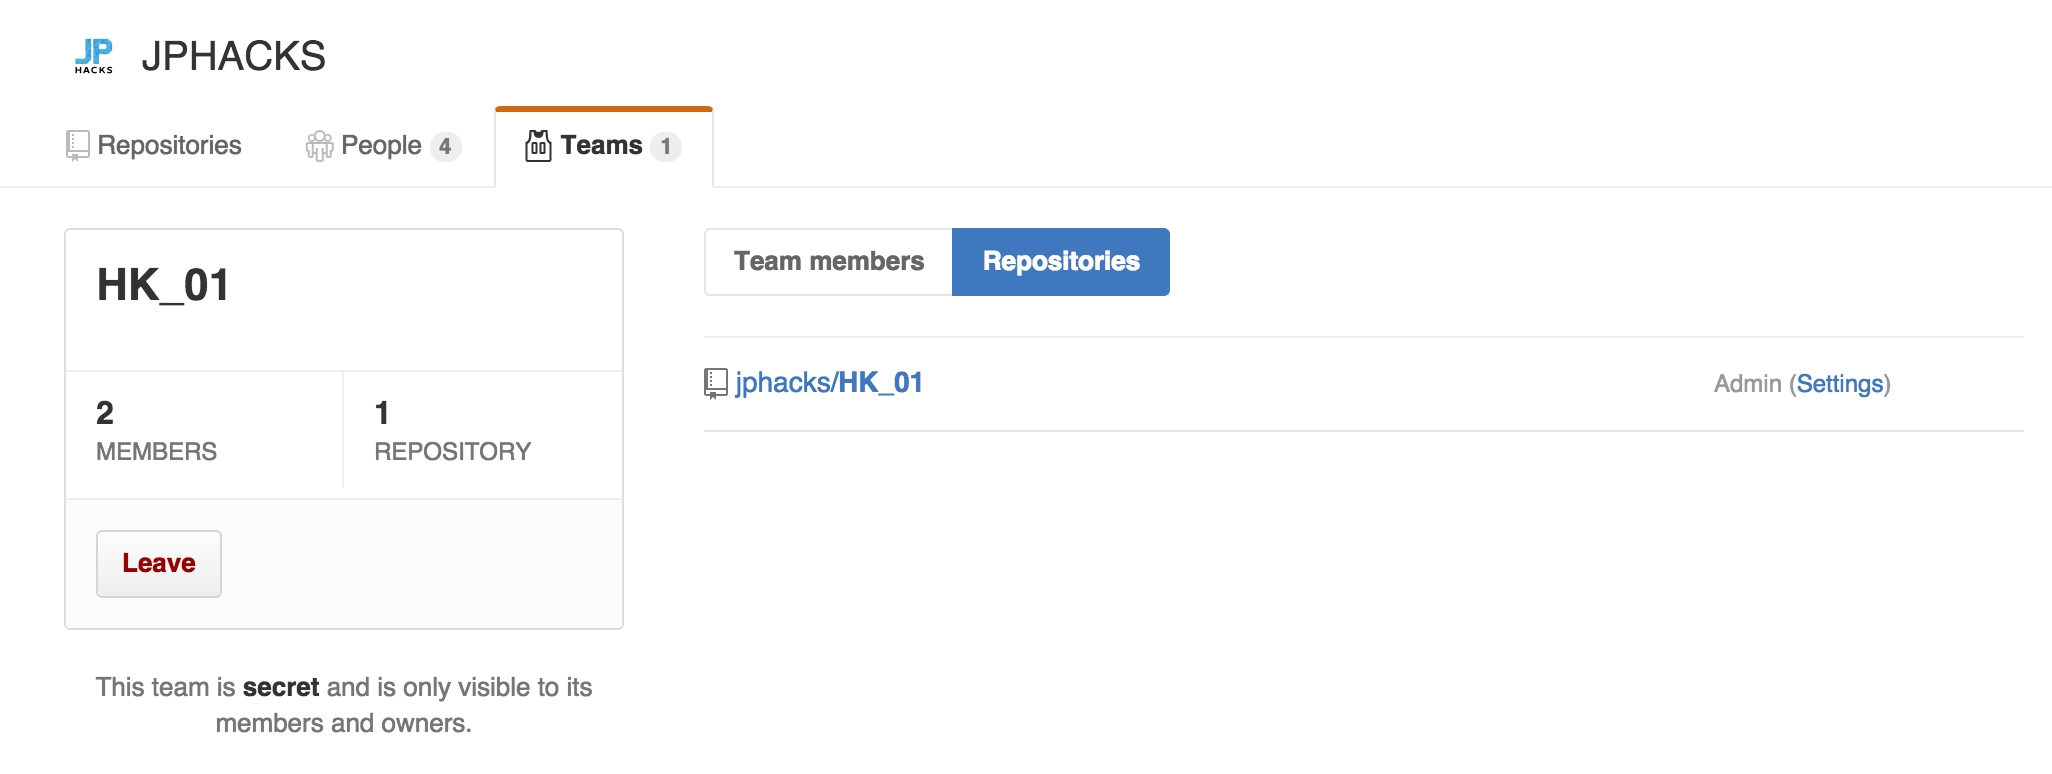 JP
HACKS
JPHACKS
Repositories
People 4
Teams 1
HK_01
2
MEMBERS
1
REPOSITORY
Leave
This team is secret and is only visible to its
members and owners.
Team members
Repositories
jphacks/HK_01
Admin (Settings)